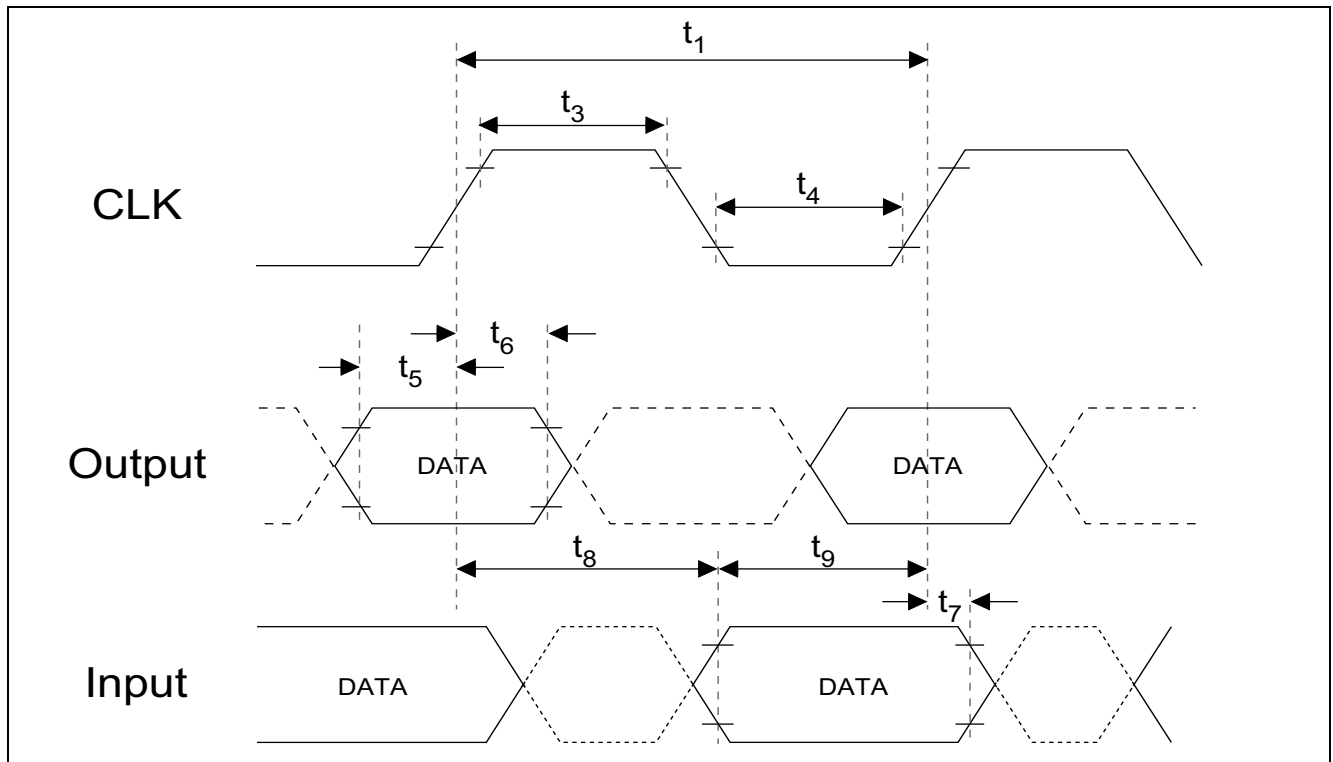 t₁
t₃
CLK
t₄
t₆
t₅
Output
DATA
DATA
t₈
t₉
t₇
Input
DATA
DATA